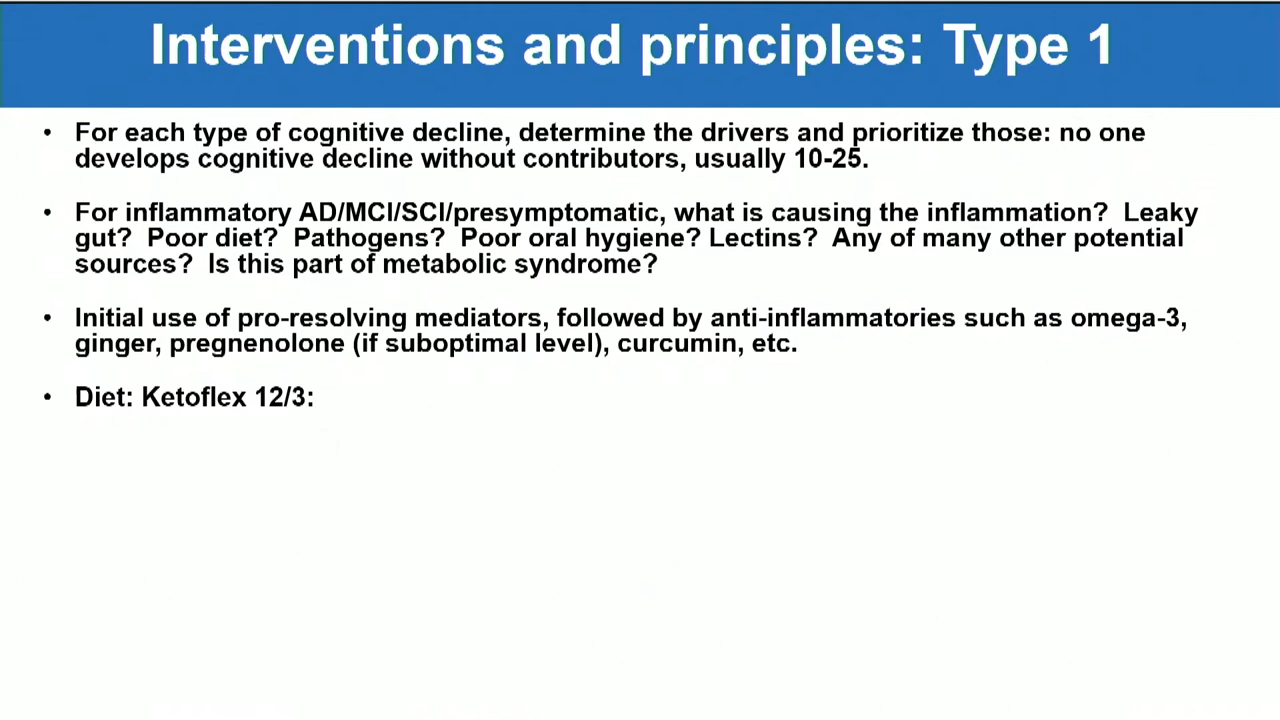 Interventions and principles: Type 1
• For each type of cognitive decline, determine the drivers and prioritize those: no one
develops cognitive decline without contributors, usually 10-25.
• For inflammatory AD/MCI/SCI/presymptomatic, what is causing the inflammation?  Leaky
gut?  Poor diet?  Pathogens?  Poor oral hygiene? Lectins?  Any of many other potential
sources?  Is this part of metabolic syndrome?
• Initial use of pro-resolving mediators, followed by anti-inflammatories such as omega-3,
ginger, pregnenolone (if suboptimal level), curcumin, etc.
• Diet: Ketoflex 12/3: